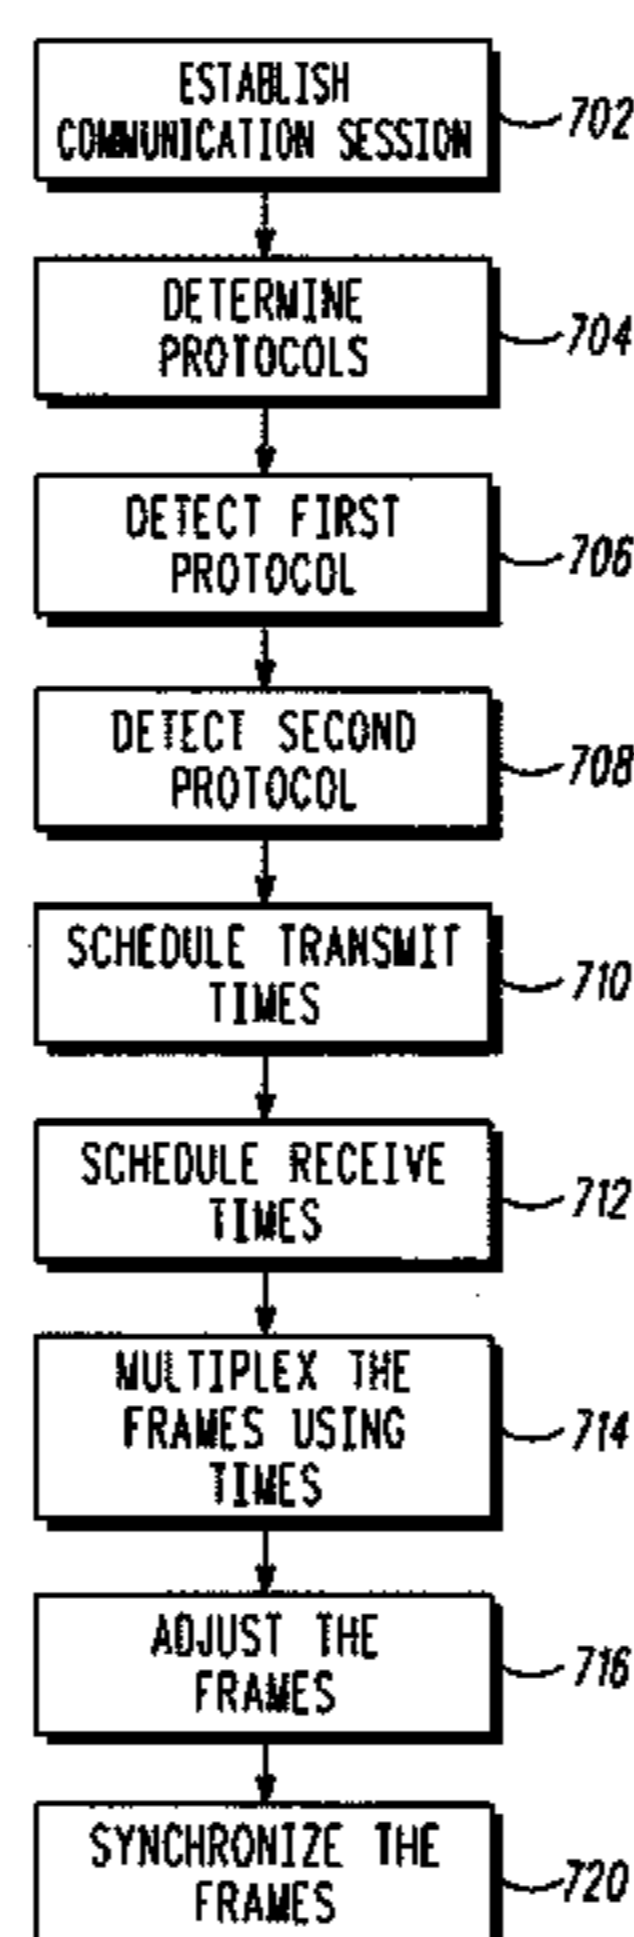 ESTABLISH
COMMUNICATION SESSION
702
DETERMINE
PROTOCOLS
704
DETECT FIRST
PROTOCOL
706
DETECT SECOND
PROTOCOL
708
SCHEDULE TRANSMIT
TIMES
710
SCHEDULE RECEIVE
TIMES
712
MULTIPLEX THE
FRAMES USING
TIMES
714
ADJUST THE
FRAMES
716
SYNCHRONIZE THE
FRAMES
720